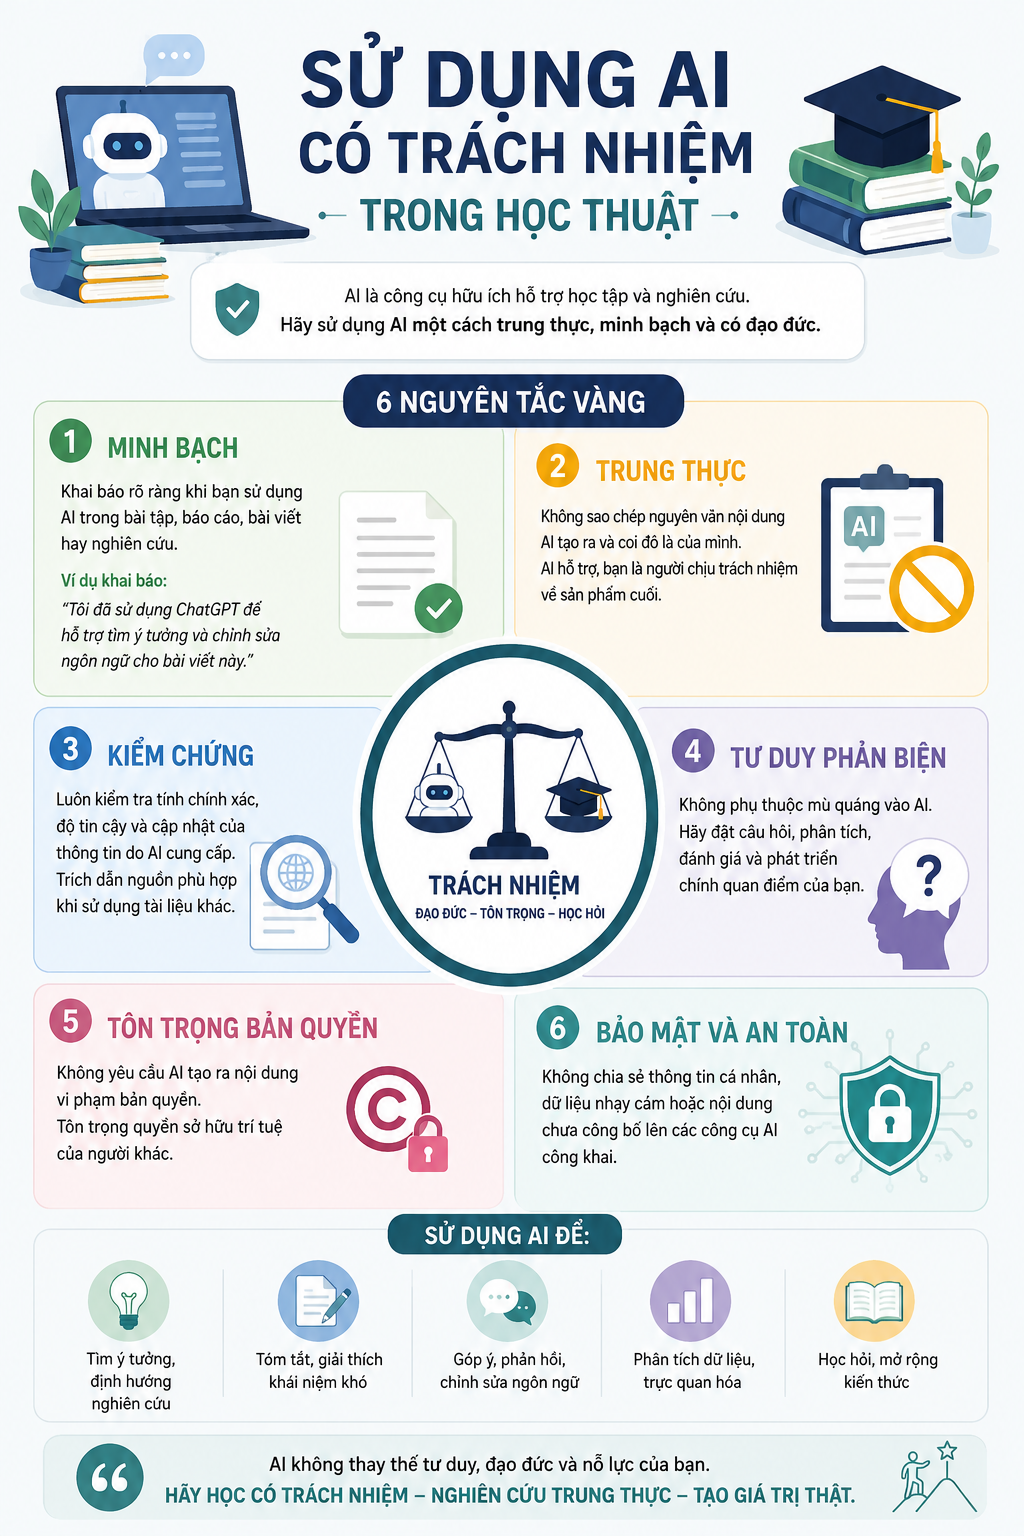 SỬ DỤNG AI
CÓ TRÁCH NHIỆM
TRONG HỌC THUẬT
AI là công cụ hữu ích hỗ trợ học tập và nghiên cứu.
Hãy sử dụng AI một cách trung thực, minh bạch và có đạo đức.
6 NGUYÊN TẮC VÀNG
1 MINH BẠCH
Khai báo rõ ràng khi bạn sử dụng
AI trong bài tập, báo cáo, bài viết
hay nghiên cứu.
Ví dụ khai báo:
“Tôi đã sử dụng ChatGPT để
hỗ trợ tìm ý tưởng và chỉnh sửa
ngôn ngữ cho bài viết này.”
2 TRUNG THỰC
Không sao chép nguyên văn nội dung
AI tạo ra và coi đó là của mình.
AI hỗ trợ, bạn là người chịu trách nhiệm
về sản phẩm cuối.
AI
3 KIỂM CHỨNG
Luôn kiểm tra tính chính xác,
độ tin cậy và cập nhật của
thông tin do AI cung cấp.
Trích dẫn nguồn phù hợp
khi sử dụng tài liệu khác.
TRÁCH NHIỆM
ĐẠO ĐỨC – TÔN TRỌNG – HỌC HỎI
4 TƯ DUY PHẢN BIỆN
Không phụ thuộc mù quáng vào AI.
Hãy đặt câu hỏi, phân tích,
đánh giá và phát triển
chính quan điểm của bạn.
?
5 TÔN TRỌNG BẢN QUYỀN
Không yêu cầu AI tạo ra nội dung
vi phạm bản quyền.
Tôn trọng quyền sở hữu trí tuệ
của người khác.
C
6 BẢO MẬT VÀ AN TOÀN
Không chia sẻ thông tin cá nhân,
dữ liệu nhạy cảm hoặc nội dung
chưa công bố lên các công cụ AI
công khai.
SỬ DỤNG AI ĐỂ:
Tìm ý tưởng,
định hướng
nghiên cứu
Tóm tắt, giải thích
khái niệm khó
Góp ý, phản hồi,
chỉnh sửa ngôn ngữ
Phân tích dữ liệu,
trực quan hóa
Học hỏi, mở rộng
kiến thức
AI không thay thế tư duy, đạo đức và nỗ lực của bạn.
HÃY HỌC CÓ TRÁCH NHIỆM – NGHIÊN CỨU TRUNG THỰC – TẠO GIÁ TRỊ THẬT.